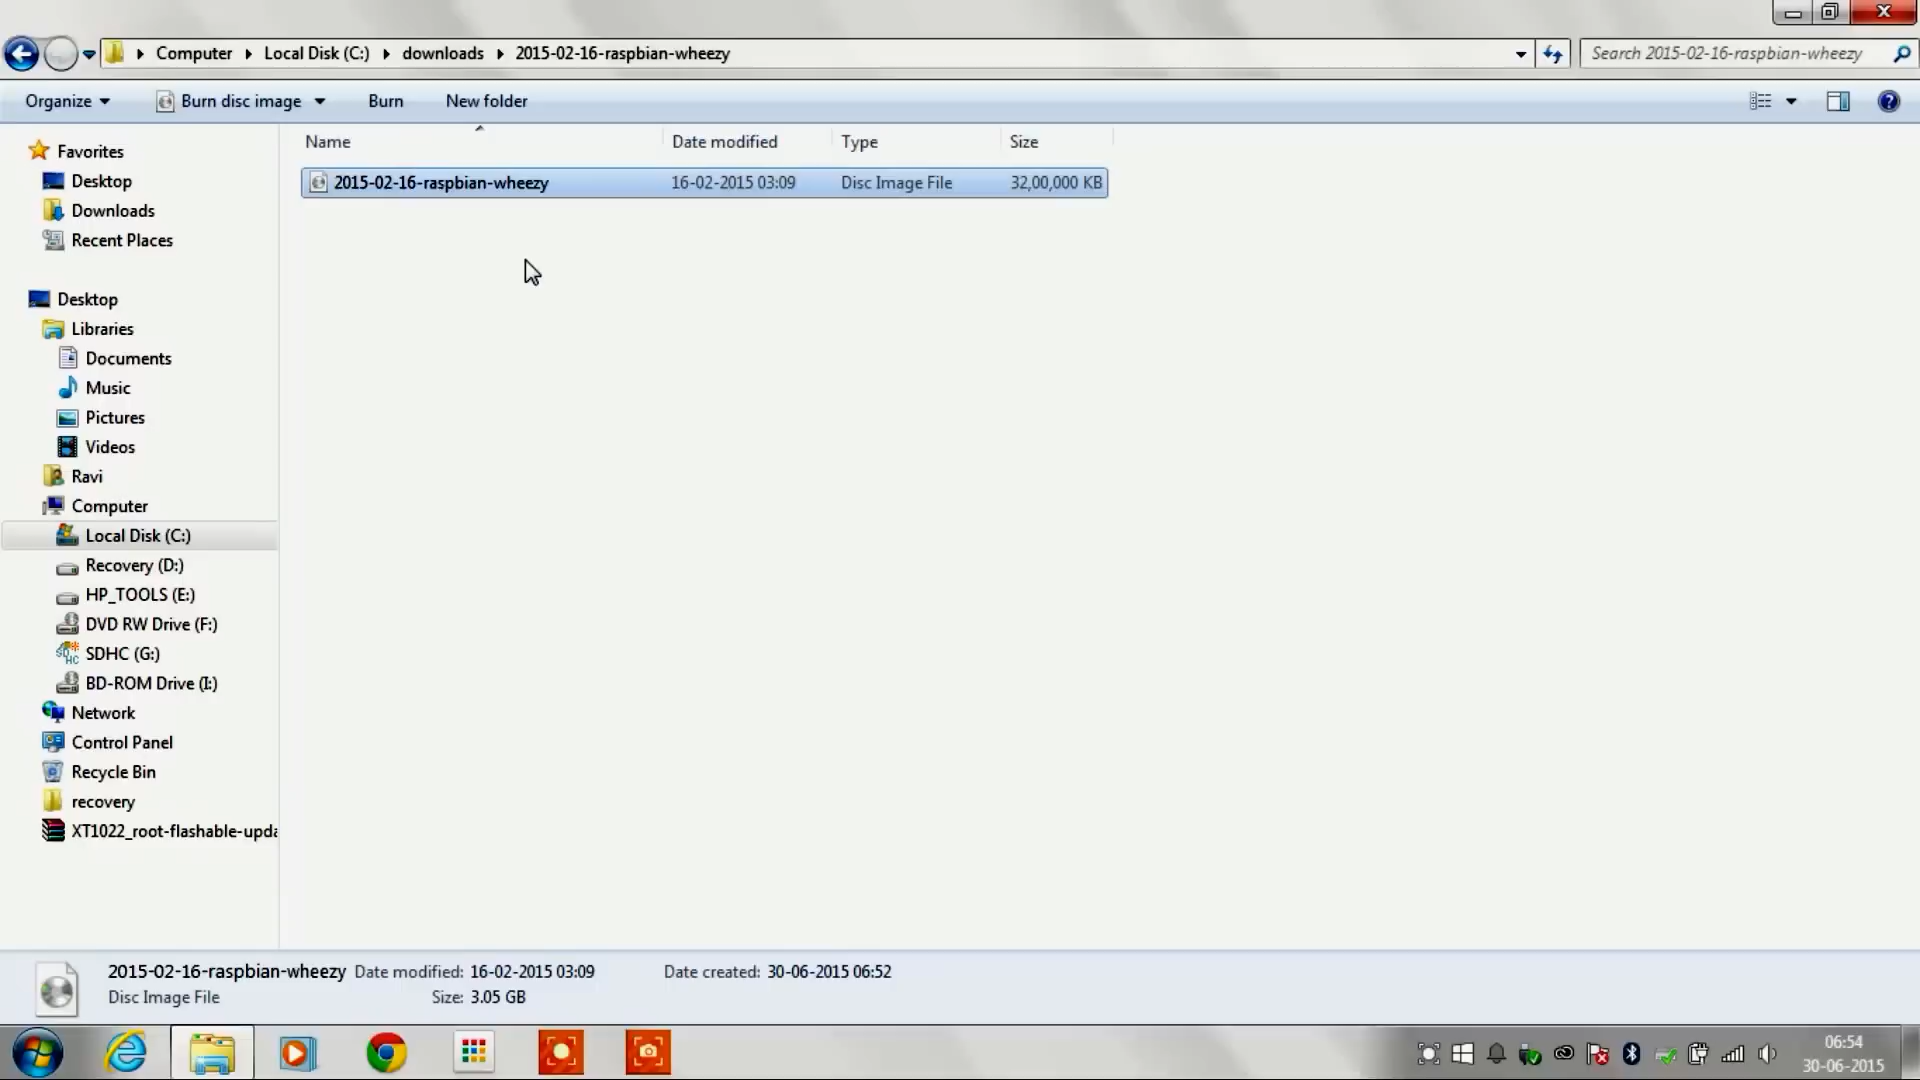 Computer Local Disk (C:) downloads 2015-02-16-raspbian-wheezy
Search 2015-02-16-raspbian-wheezy
Organize Burn disc image Burn New folder
Name Date modified Type Size
2015-02-16-raspbian-wheezy 16-02-2015 03:09 Disc Image File 32,00,000 KB
Favorites
Desktop
Downloads
Recent Places
Desktop
Libraries
Documents
Music
Pictures
Videos
Ravi
Computer
Local Disk (C:)
Recovery (D:)
HP_TOOLS (E:)
DVD RW Drive (F:)
SDHC (G:)
BD-ROM Drive (I:)
Network
Control Panel
Recycle Bin
recovery
XT1022_root-flashable-upda
2015-02-16-raspbian-wheezy Date modified: 16-02-2015 03:09 Date created: 30-06-2015 06:52
Disc Image File Size: 3.05 GB
06:54
30-06-2015